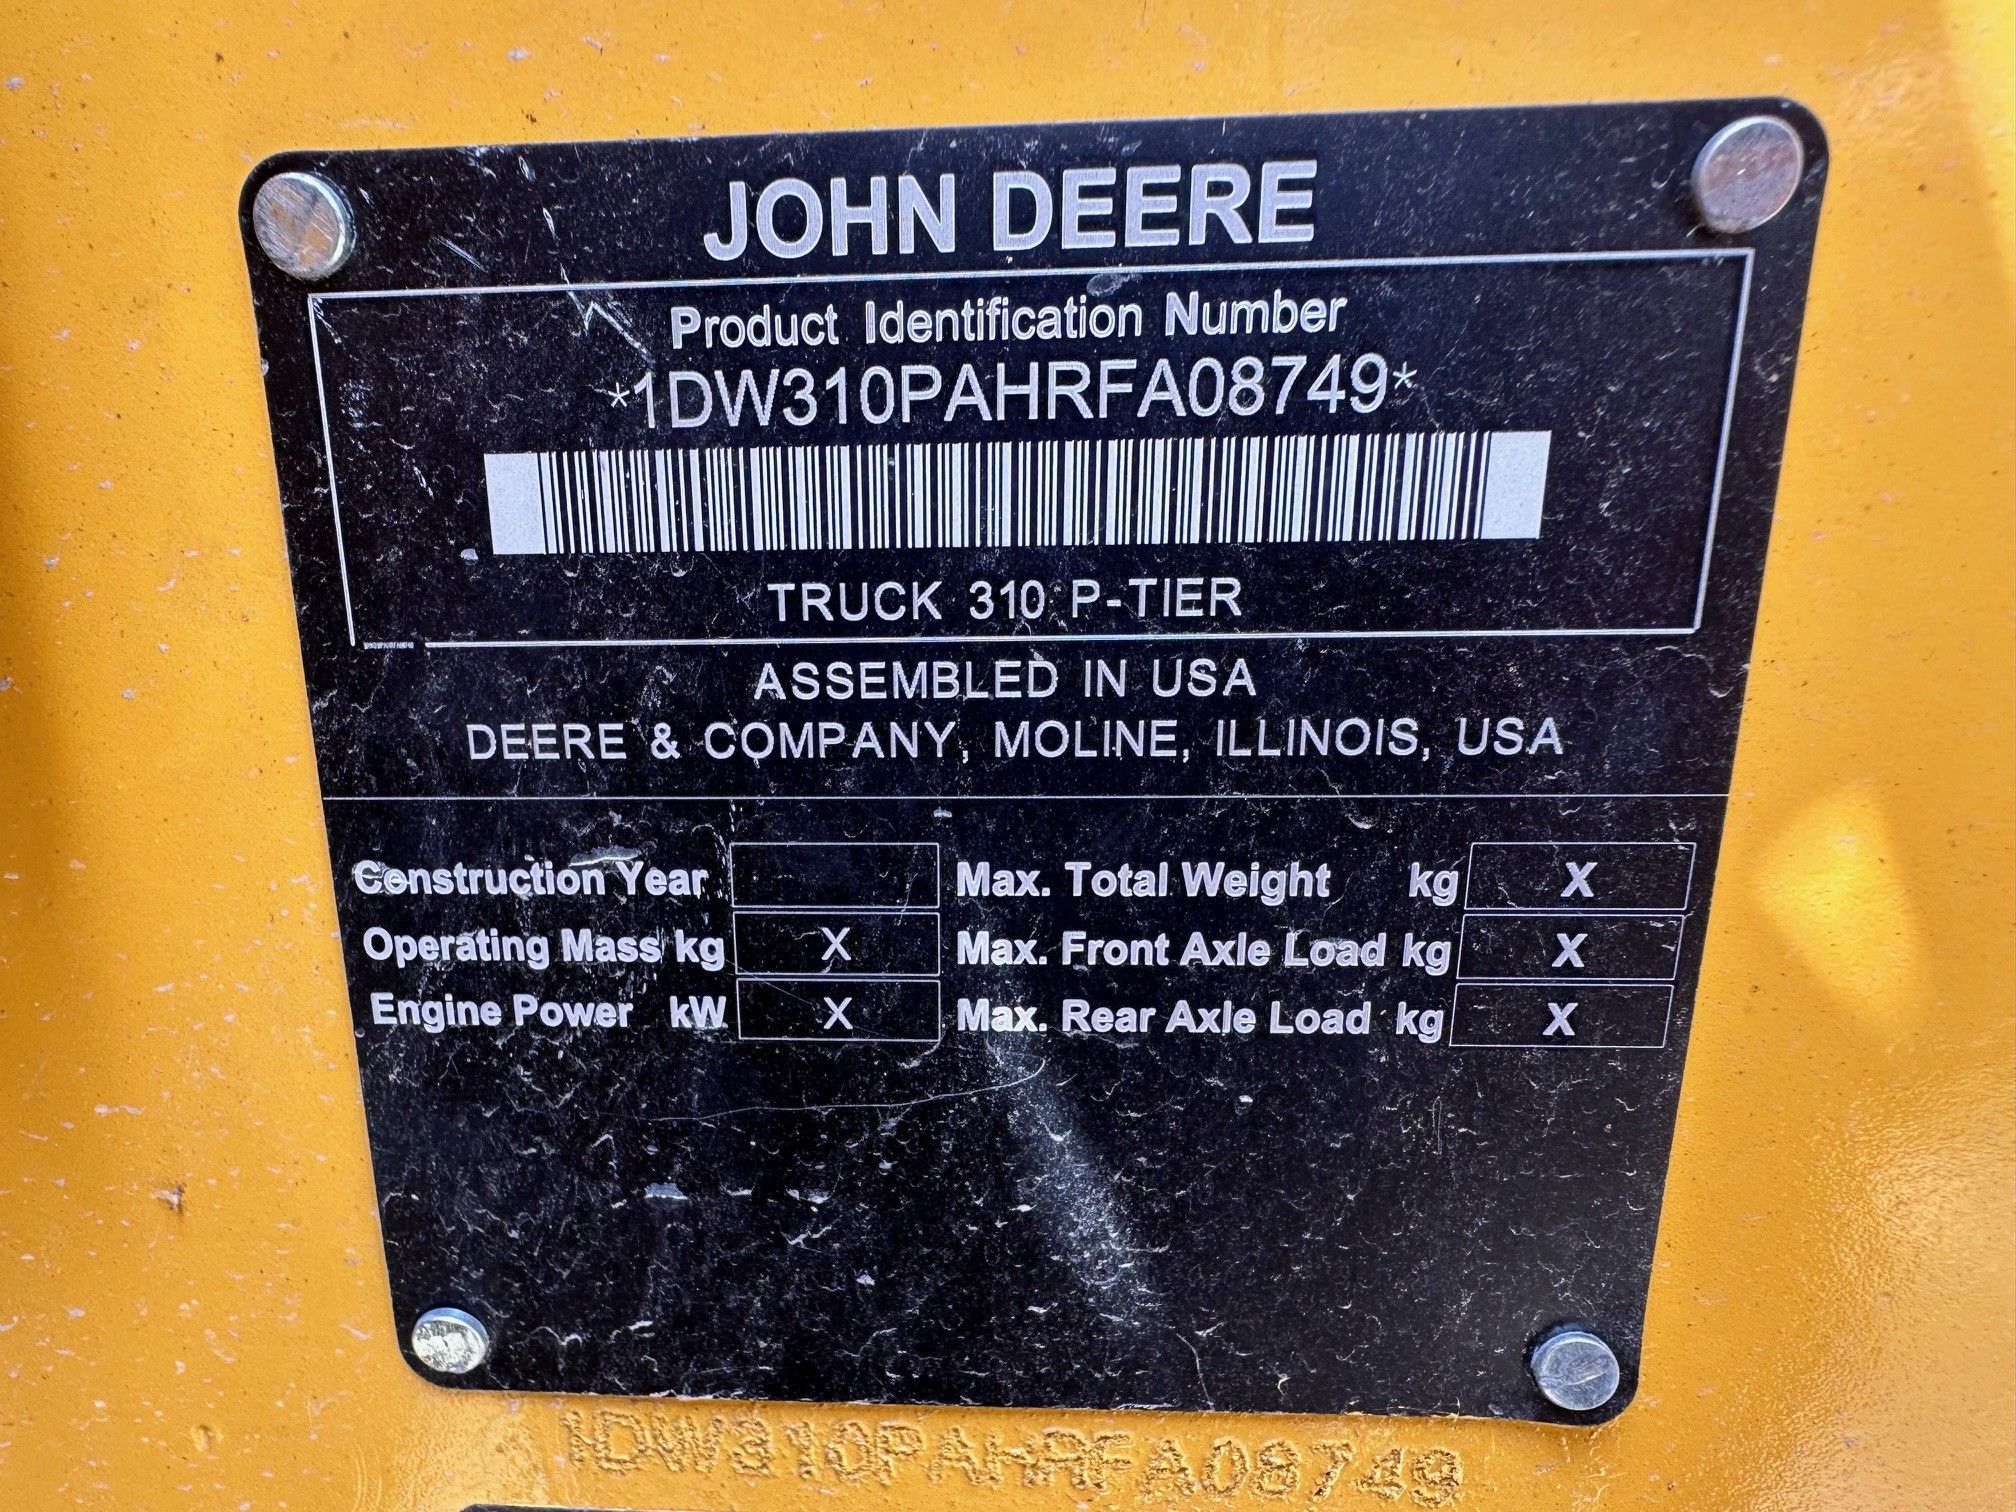 JOHN DEERE
Product Identification Number
*1DW310PAHRFA08749*
TRUCK 310 P-TIER
ASSEMBLED IN USA
DEERE & COMPANY, MOLINE, ILLINOIS, USA
Construction Year
Max. Total Weight kg X
Operating Mass kg X
Max. Front Axle Load kg X
Engine Power kW X
Max. Rear Axle Load kg X
1DW310PAHRFA08749